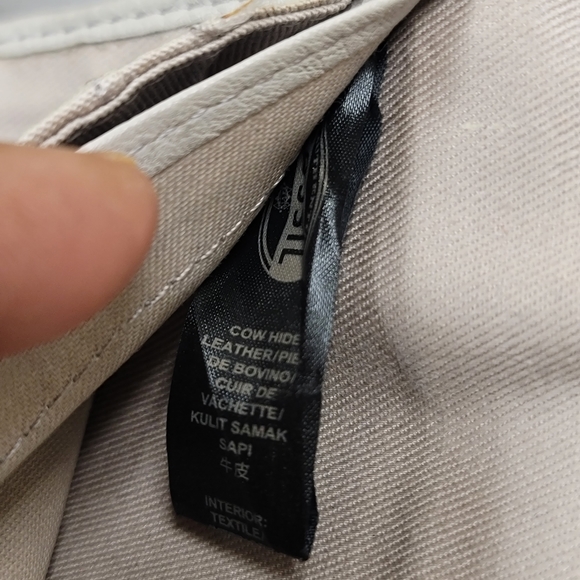 COW HIDE
LEATHER/PIEL
DE BOVINO/
CUIR DE
VACHETTE/
KULIT SAMAK
SAPI
牛皮
INTERIOR:
TEXTILE/